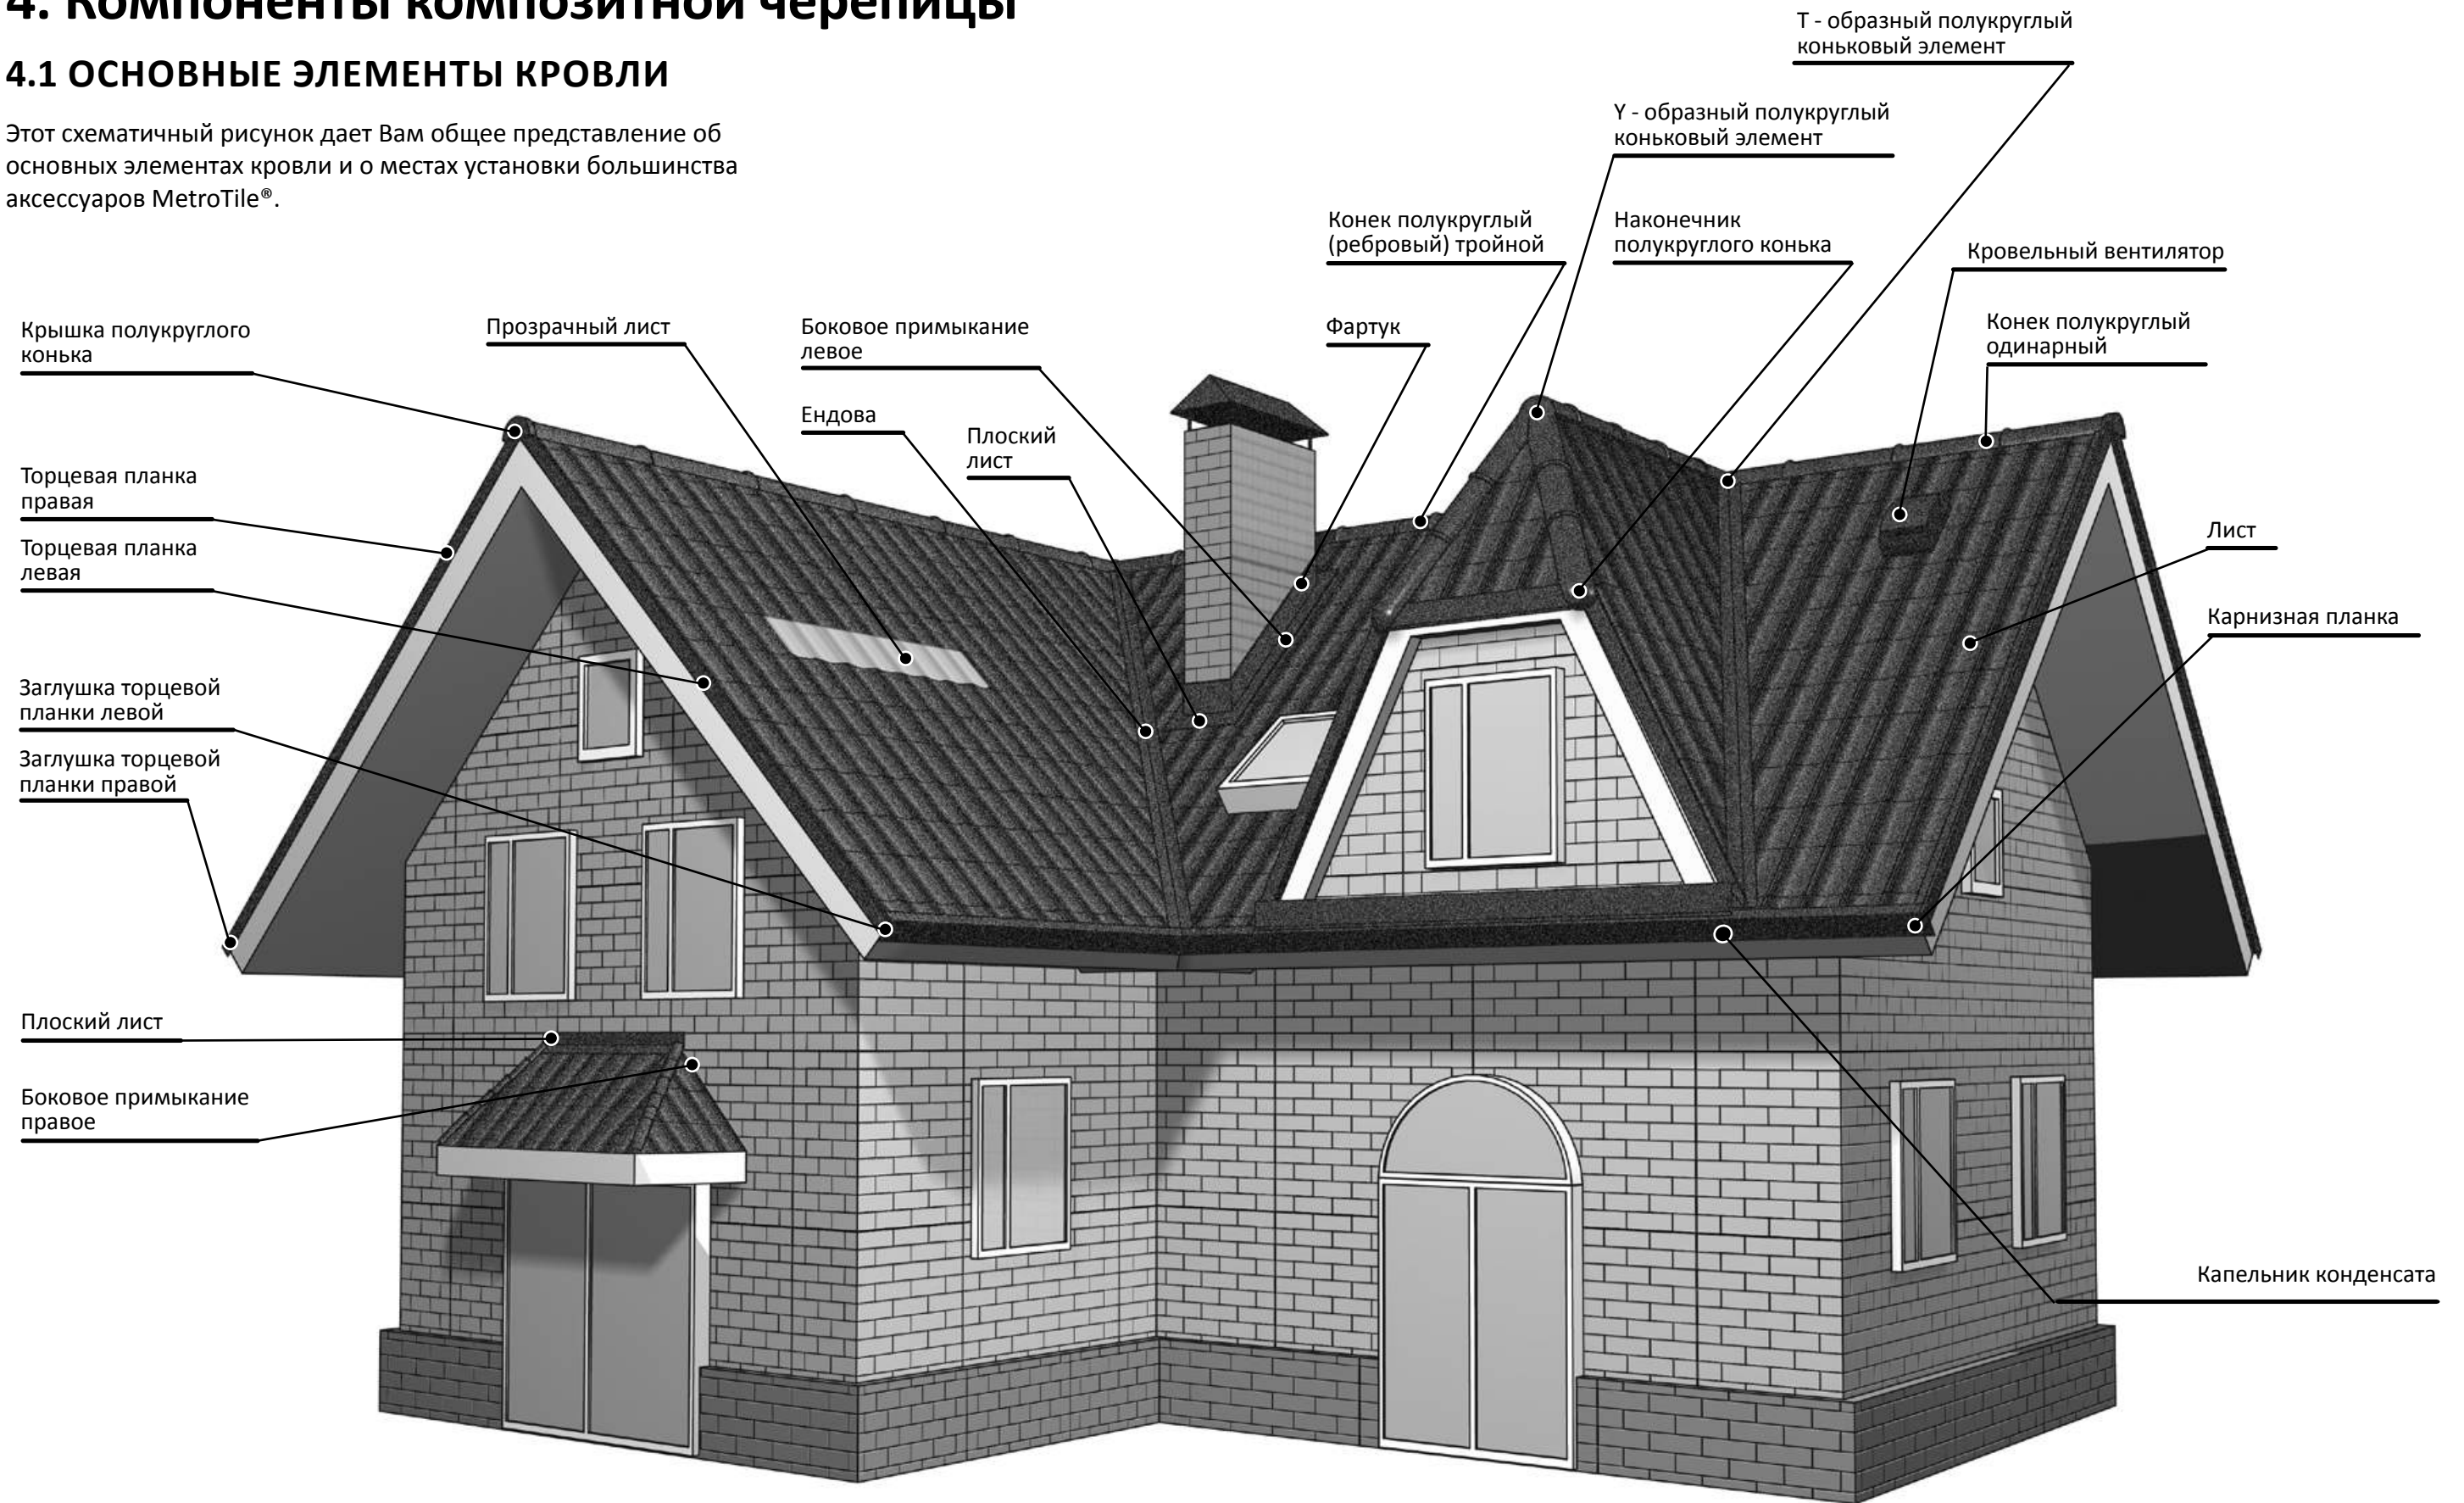 4. Компоненты композитной черепицы
4.1 ОСНОВНЫЕ ЭЛЕМЕНТЫ КРОВЛИ
Этот схематичный рисунок дает Вам общее представление об
основных элементах кровли и о местах установки большинства
аксессуаров MetroTile®.
Т - образный полукруглый
коньковый элемент
Y - образный полукруглый
коньковый элемент
Конек полукруглый
(ребровый) тройной
Наконечник
полукруглого конька
Кровельный вентилятор
Крышка полукруглого
конька
Прозрачный лист
Боковое примыкание
левое
Фартук
Конек полукруглый
одинарный
Ендова
Плоский
лист
Торцевая планка
правая
Лист
Торцевая планка
левая
Карнизная планка
Заглушка торцевой
планки левой
Заглушка торцевой
планки правой
Плоский лист
Боковое примыкание
правое
Капельник конденсата